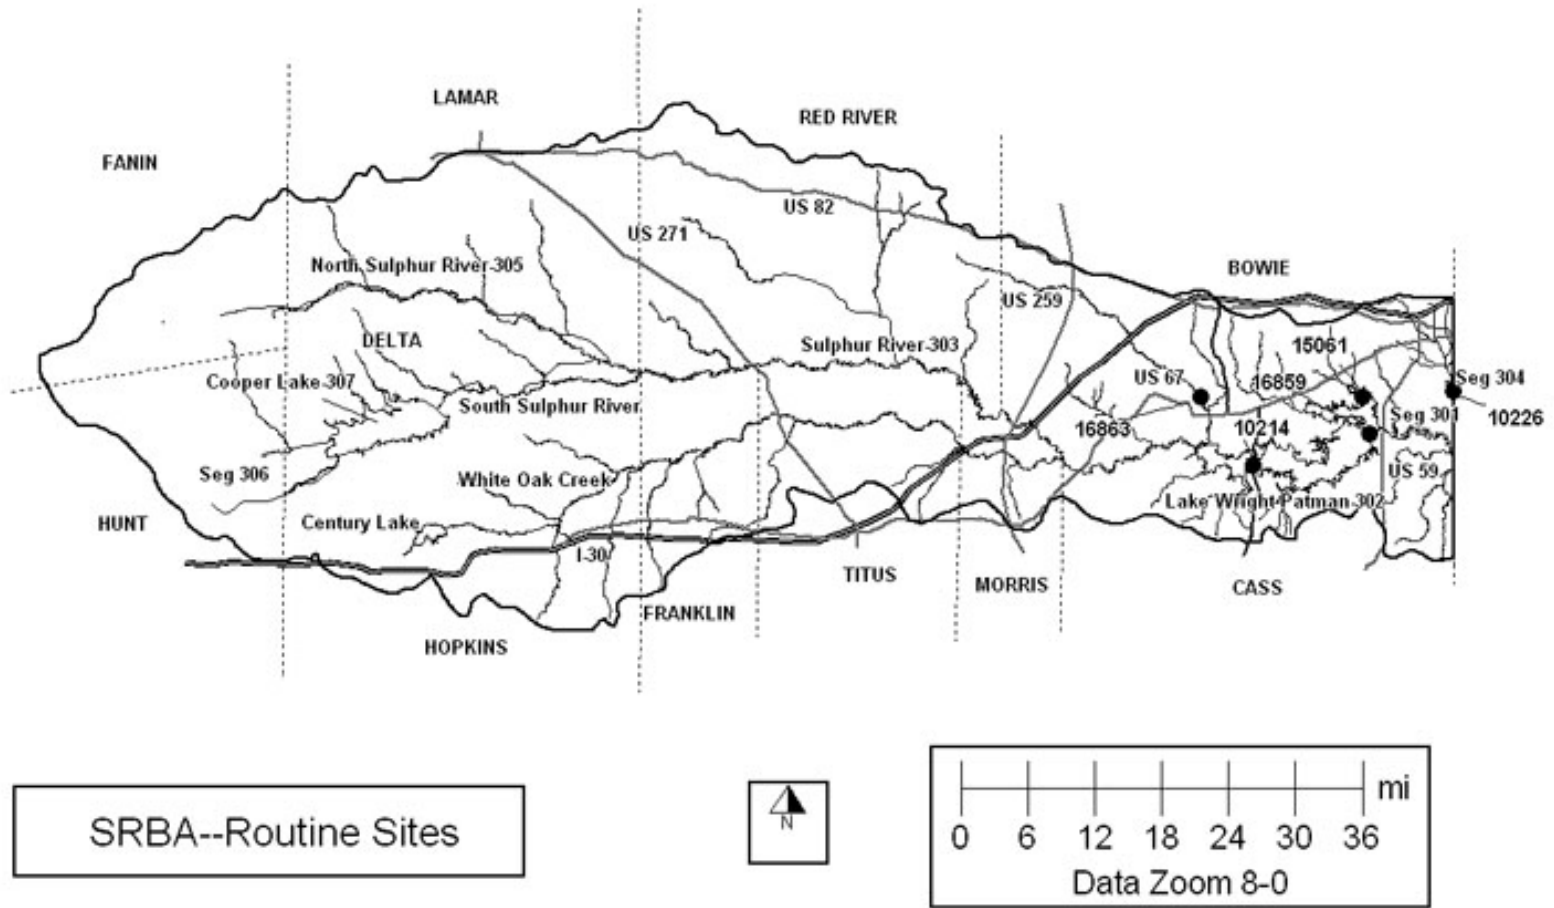 LAMAR
RED RIVER
FANIN
US 82
US 271
North Sulphur River-305
BOWIE
US 259
DELTA
Sulphur River-303
15061
Cooper Lake-307
US 67
16859
Seg 304
South Sulphur River
Seg 301
10226
16863
10214
Seg 306
White Oak Creek
US 59
Lake Wright Patman-302
HUNT
Century Lake
I-30
TITUS
MORRIS
CASS
FRANKLIN
HOPKINS
SRBA--Routine Sites
N
mi
0 6 12 18 24 30 36
Data Zoom 8-0